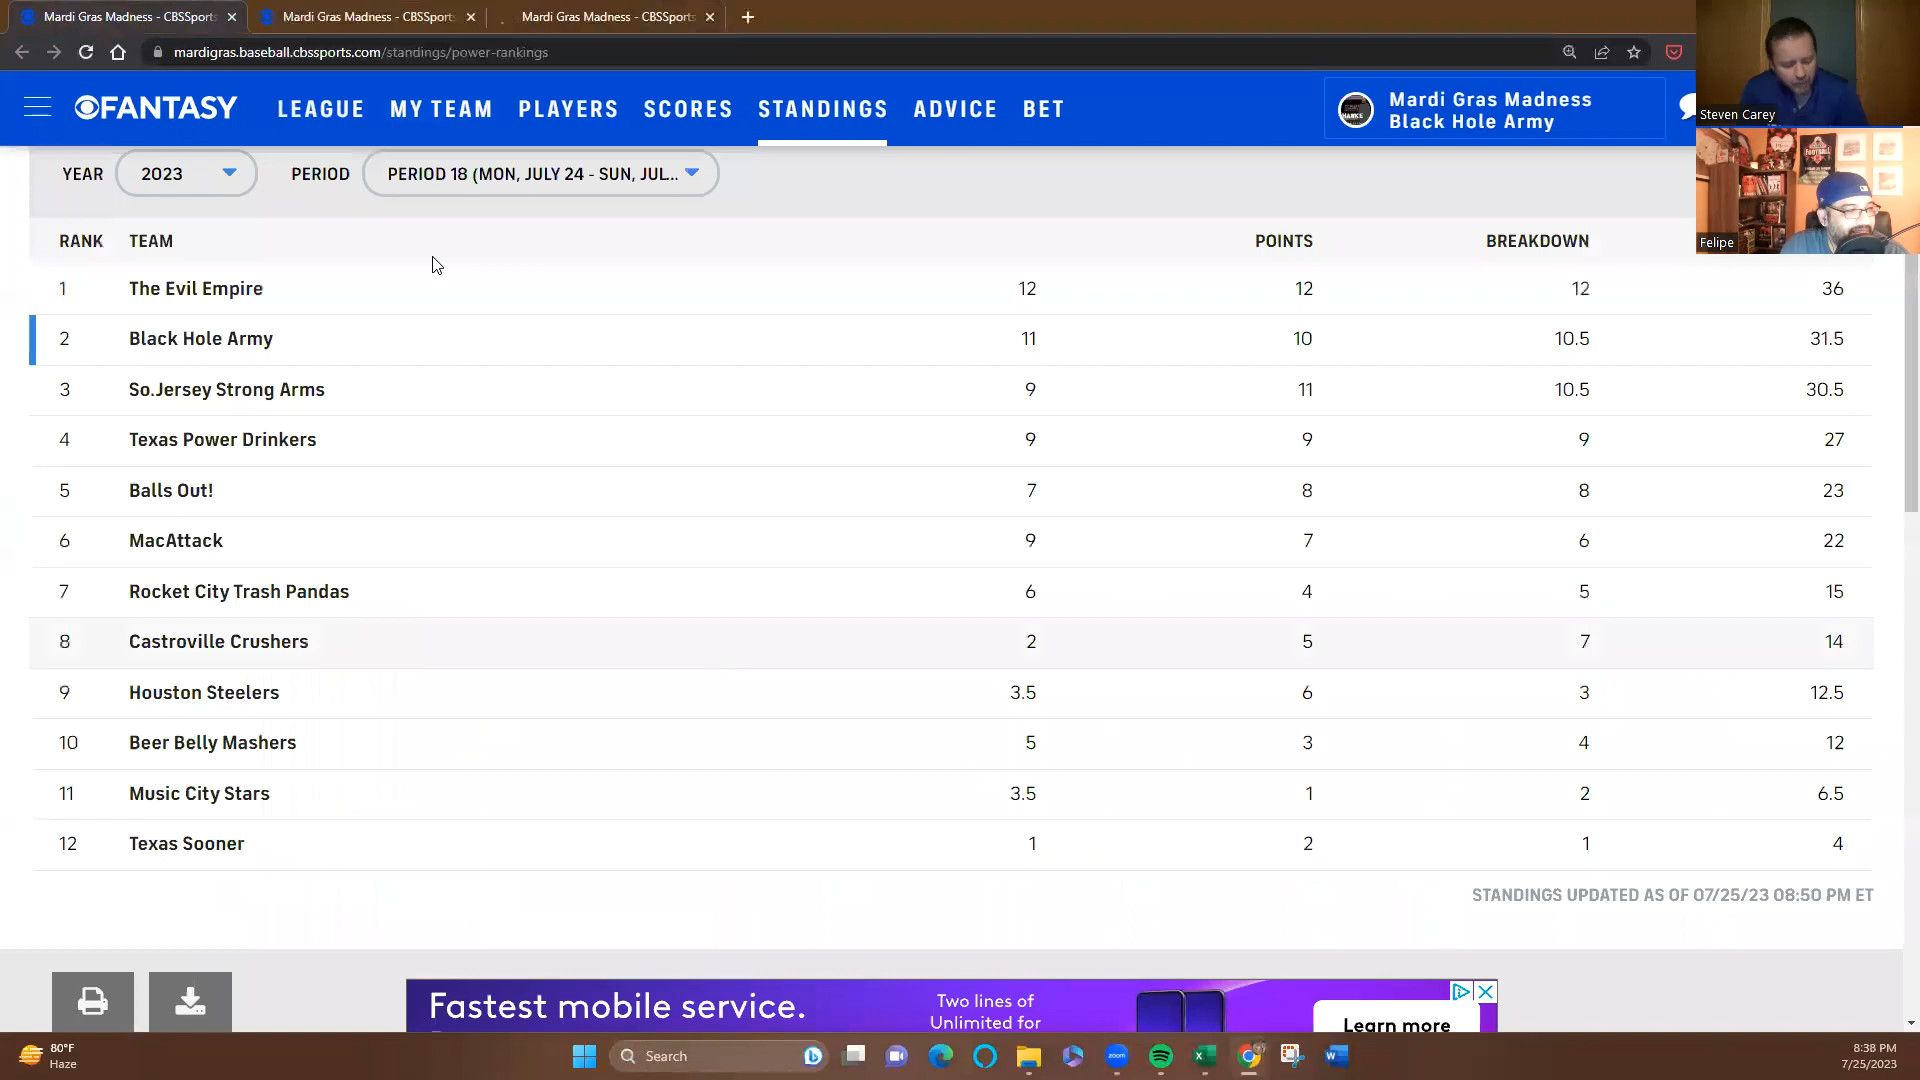 Mardi Gras Madness - CBSSports
Mardi Gras Madness - CBSSports
Mardi Gras Madness - CBSSports
mardigras.baseball.cbssports.com/standings/power-rankings
FANTASY
LEAGUE MY TEAM PLAYERS SCORES STANDINGS ADVICE BET
Mardi Gras Madness
Black Hole Army
Steven Carey
Felipe
YEAR 2023 PERIOD PERIOD 18 (MON, JULY 24 - SUN, JUL...
RANK TEAM POINTS BREAKDOWN
1 The Evil Empire 12 12 12 36
2 Black Hole Army 11 10 10.5 31.5
3 So.Jersey Strong Arms 9 11 10.5 30.5
4 Texas Power Drinkers 9 9 9 27
5 Balls Out! 7 8 8 23
6 MacAttack 9 7 6 22
7 Rocket City Trash Pandas 6 4 5 15
8 Castroville Crushers 2 5 7 14
9 Houston Steelers 3.5 6 3 12.5
10 Beer Belly Mashers 5 3 4 12
11 Music City Stars 3.5 1 2 6.5
12 Texas Sooner 1 2 1 4
STANDINGS UPDATED AS OF 07/25/23 08:50 PM ET
Fastest mobile service.
Two lines of
Unlimited for
Learn more
80°F
Haze
Search
zoom
8:38 PM
7/25/2023